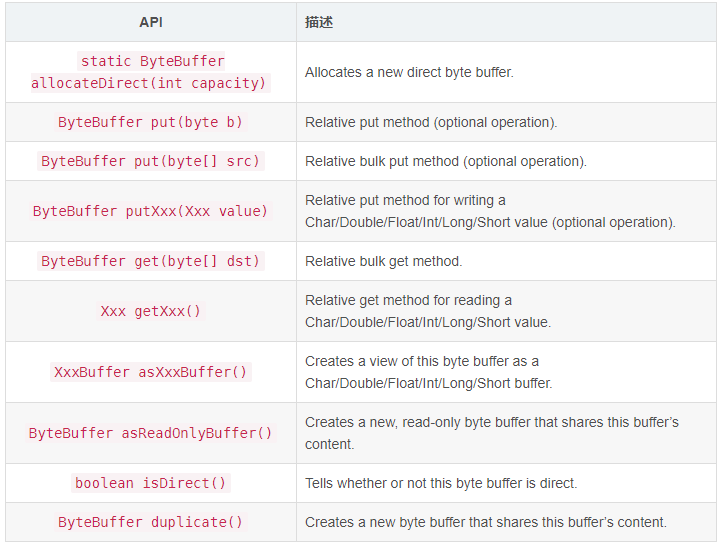 API 描述
static ByteBuffer
allocateDirect(int capacity)
Allocates a new direct byte buffer.
ByteBuffer put(byte b)
Relative put method (optional operation).
ByteBuffer put(byte[] src)
Relative bulk put method (optional operation).
ByteBuffer putXxx(Xxx value)
Relative put method for writing a
Char/Double/Float/Int/Long/Short value (optional operation).
ByteBuffer get(byte[] dst)
Relative bulk get method.
Xxx getXxx()
Relative get method for reading a
Char/Double/Float/Int/Long/Short value.
XxxBuffer asXxxBuffer()
Creates a view of this byte buffer as a
Char/Double/Float/Int/Long/Short buffer.
ByteBuffer asReadOnlyBuffer()
Creates a new, read-only byte buffer that shares this buffer’s
content.
boolean isDirect()
Tells whether or not this byte buffer is direct.
ByteBuffer duplicate()
Creates a new byte buffer that shares this buffer’s content.